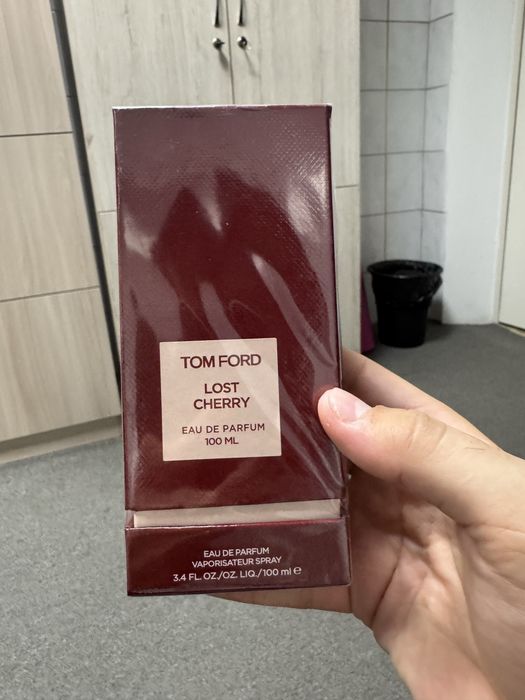 TOM FORD
LOST
CHERRY
EAU DE PARFUM
100 ML
EAU DE PARFUM
VAPORISATEUR SPRAY
3.4 FL. OZ./OZ. LIQ./100 ml ℮